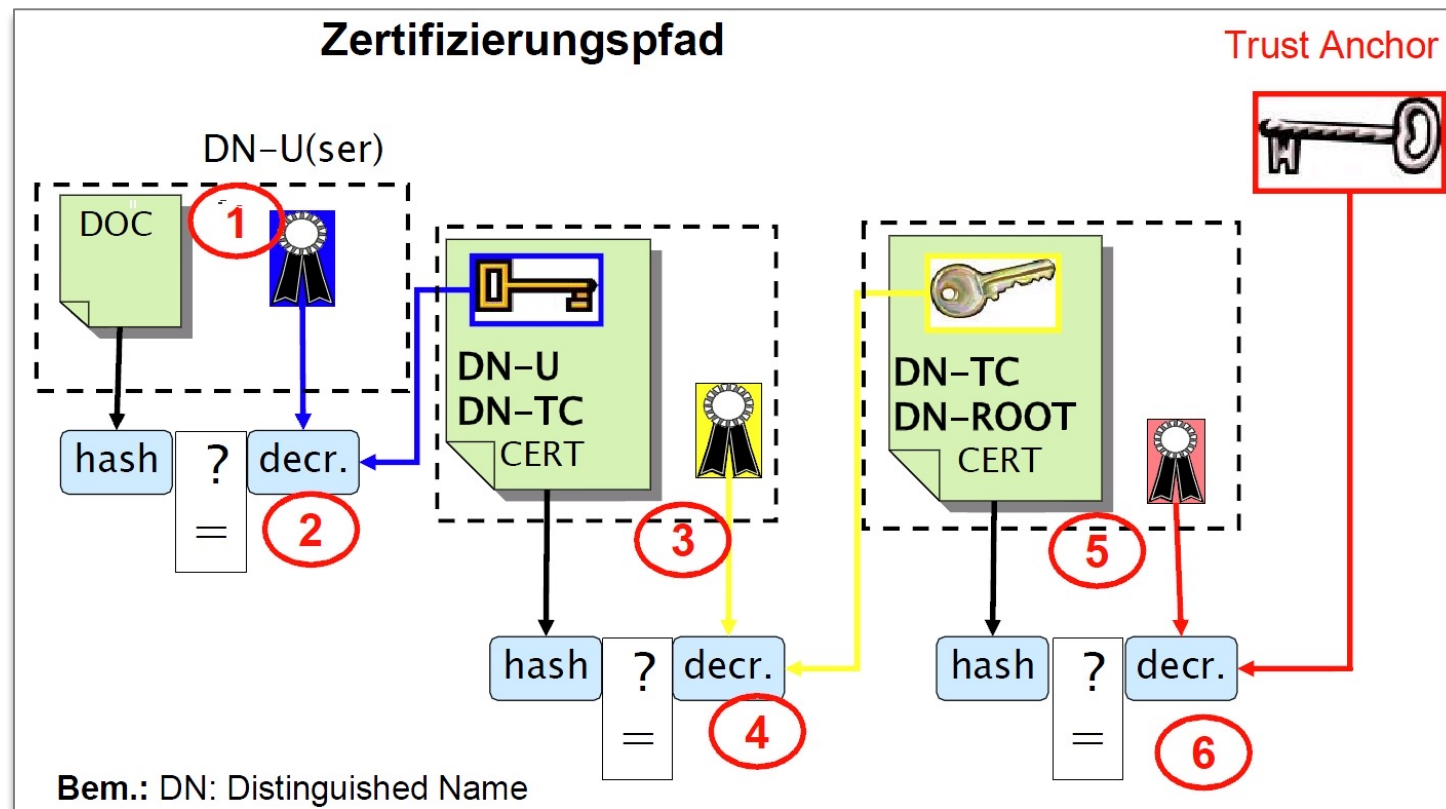 Zertifizierungspfad
Trust Anchor
DN-U(ser)
DOC
1
hash
?
=
decr.
2
DN-U
DN-TC
CERT
3
hash
?
=
decr.
4
DN-TC
DN-ROOT
CERT
5
hash
?
=
decr.
6
Bem.: DN: Distinguished Name